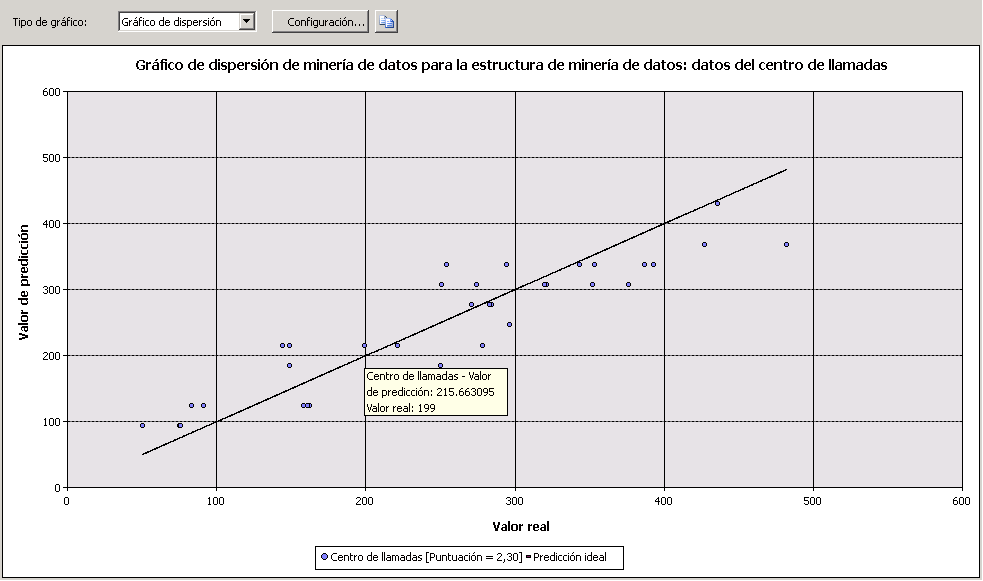 Tipo de gráfico:
Gráfico de dispersión
Configuración...
Gráfico de dispersión de minería de datos para la estructura de minería de datos: datos del centro de llamadas
Valor de predicción
600
500
400
300
200
100
0
Centro de llamadas - Valor
de predicción: 215.663095
Valor real: 199
0 100 200 300 400 500 600
Valor real
Centro de llamadas [Puntuación = 2,30] Predicción ideal